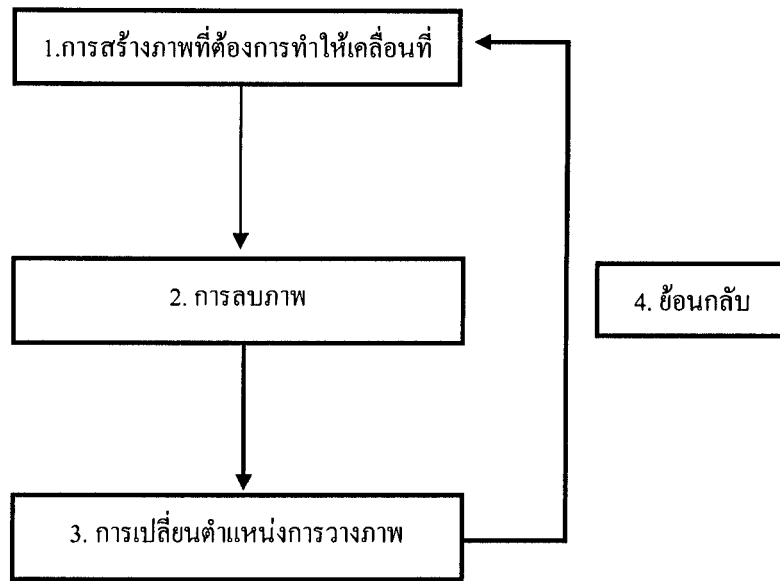 1.การสร้างภาพที่ต้องการทำให้เคลื่อนที่
2. การลบภาพ
4. ย้อนกลับ
3. การเปลี่ยนตำแหน่งการวางภาพ